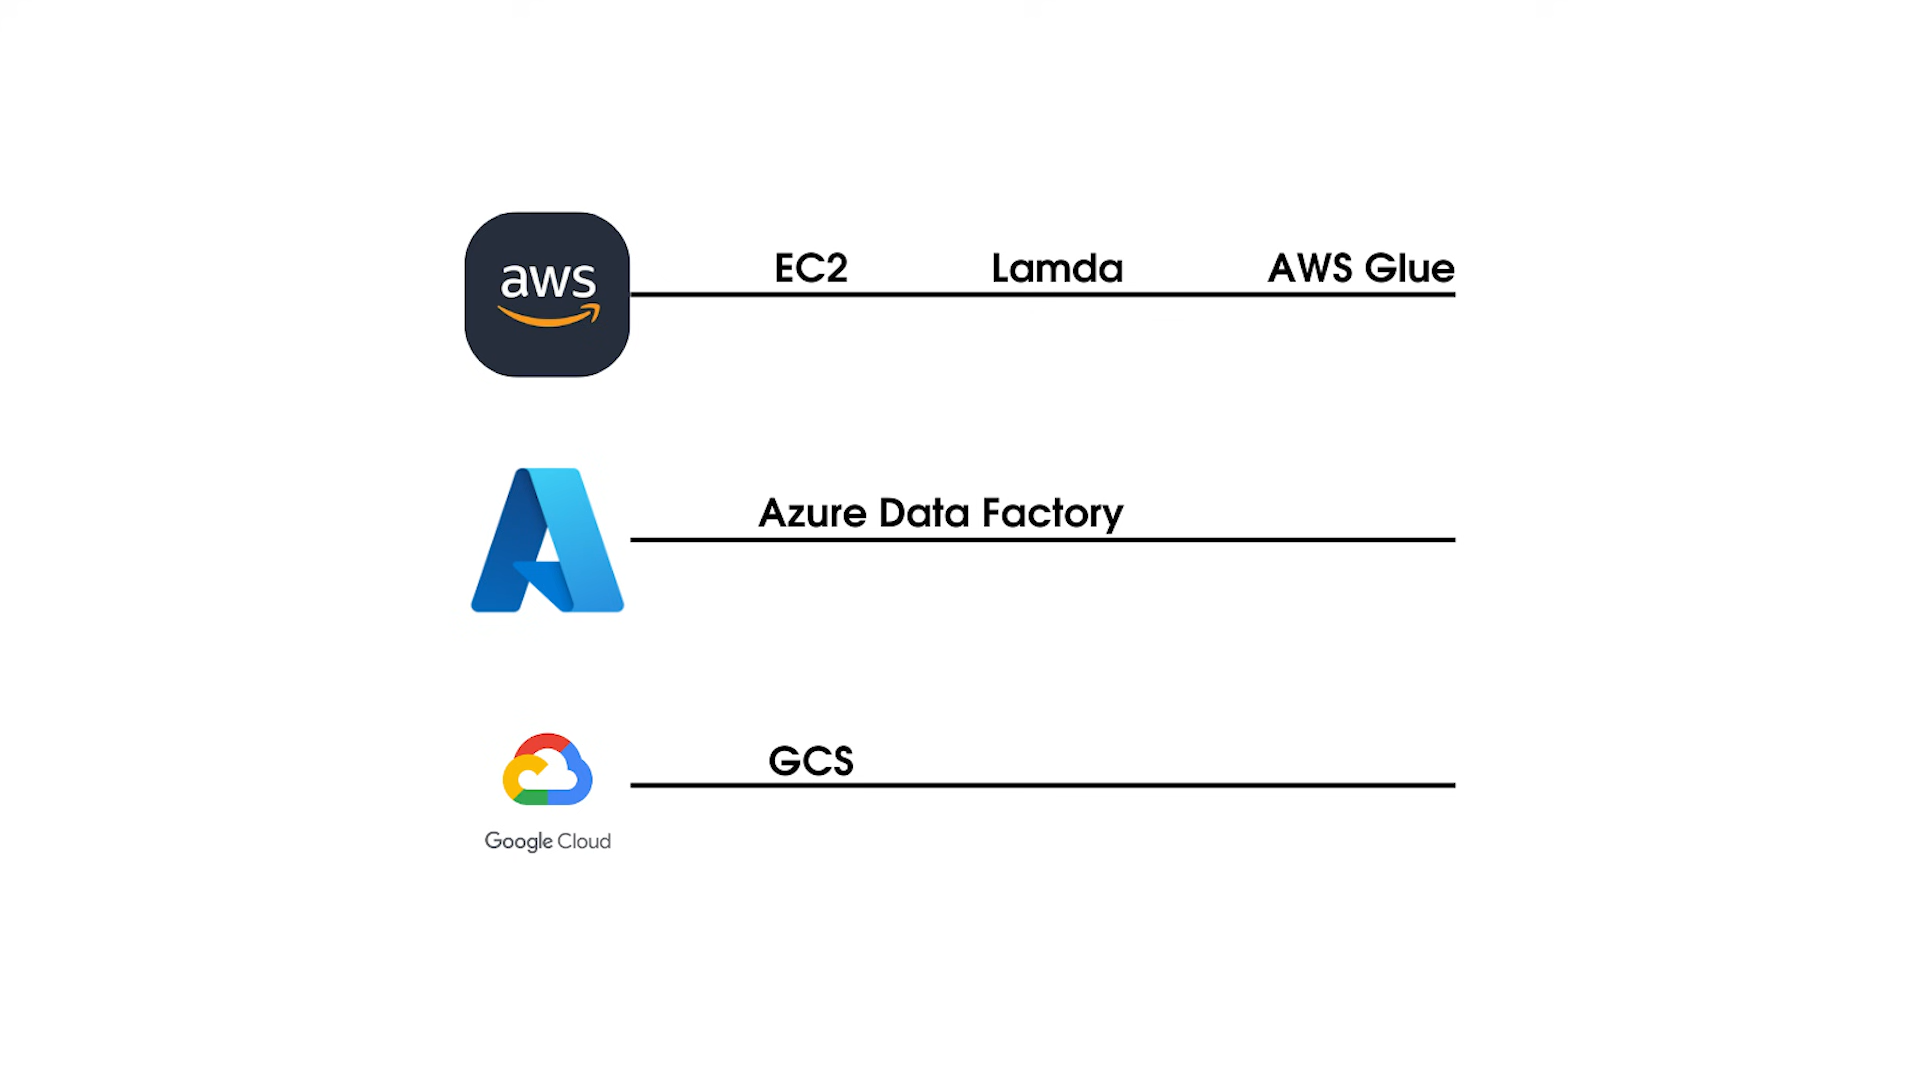 aws
EC2 Lamda AWS Glue
Azure Data Factory
GCS
Google Cloud